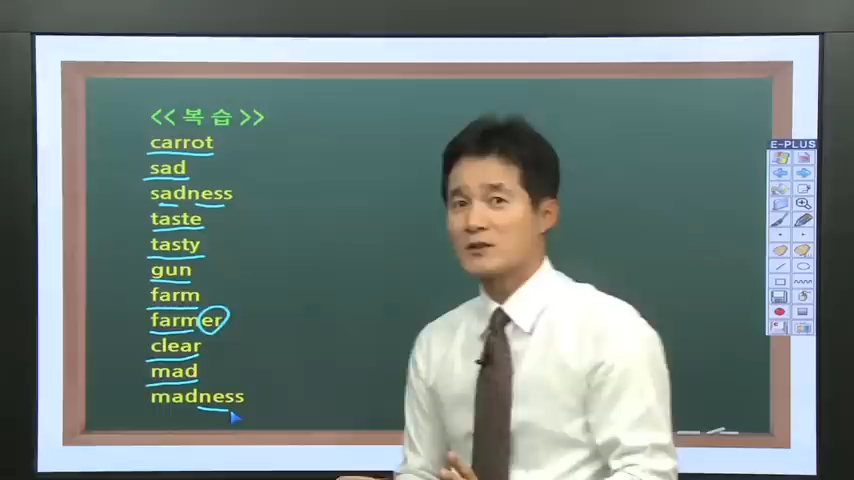 <<복습>>
carrot
sad
sadness
taste
tasty
gun
farm
farmer
clear
mad
madness
E-PLUS